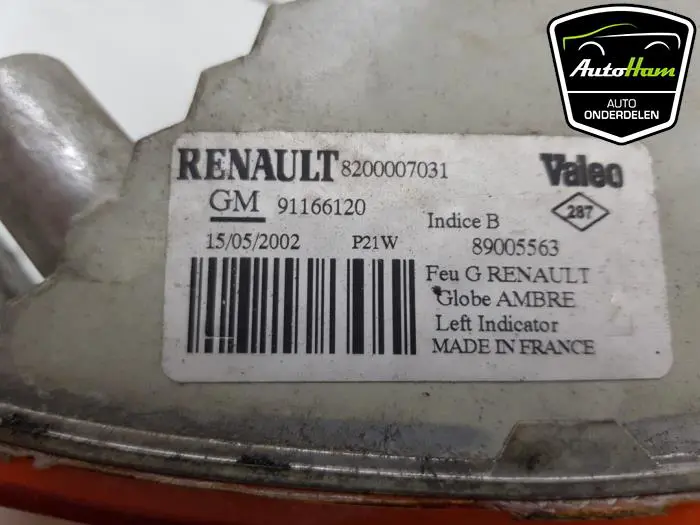 AutoHam
AUTO
ONDERDELEN
RENAULT 8200007031
Valeo
GM 91166120
287
Indice B
15/05/2002 P21W 89005563
Feu G RENAULT
Globe AMBRE
Left Indicator
MADE IN FRANCE